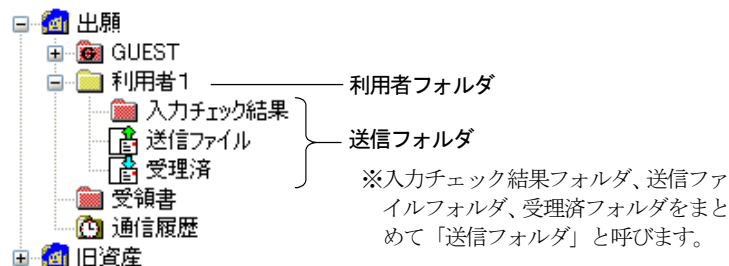 出願
GUEST
利用者1 利用者フォルダ
入力チェック結果
送信ファイル 送信フォルダ
受理済
※入力チェック結果フォルダ、送信ファ
受領書
イルフォルダ、受理済フォルダをまと
通信履歴
めて「送信フォルダ」と呼びます。
旧資産